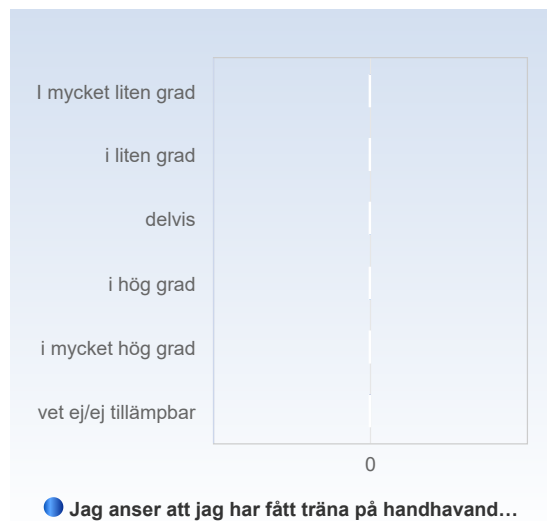 I mycket liten grad
i liten grad
delvis
i hög grad
i mycket hög grad
vet ej/ej tillämpbar
0
Jag anser att jag har fått träna på handhavand…